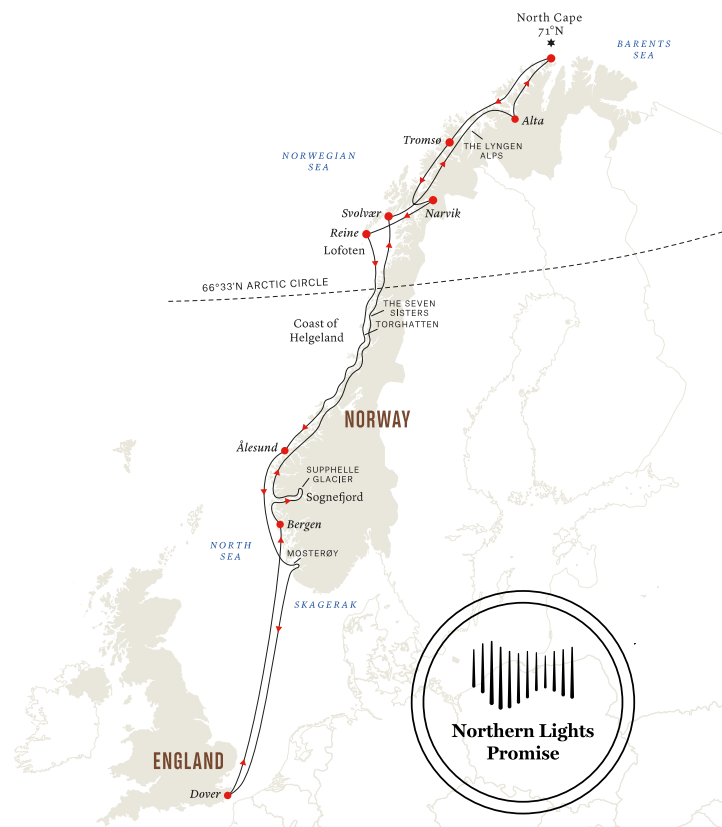 North Cape
71°N
BARENTS
SEA
Alta
Tromsø
THE LYNGEN
ALPS
NORWEGIAN
SEA
Svolvær
Narvik
Reine
Lofoten
66°33'N ARCTIC CIRCLE
THE SEVEN
SISTERS
TORGHATTEN
Coast of
Helgeland
NORWAY
Ålesund
SUPPHELLE
GLACIER
Sognefjord
Bergen
NORTH
SEA
MOSTERØY
SKAGERAK
Northern Lights
Promise
ENGLAND
Dover